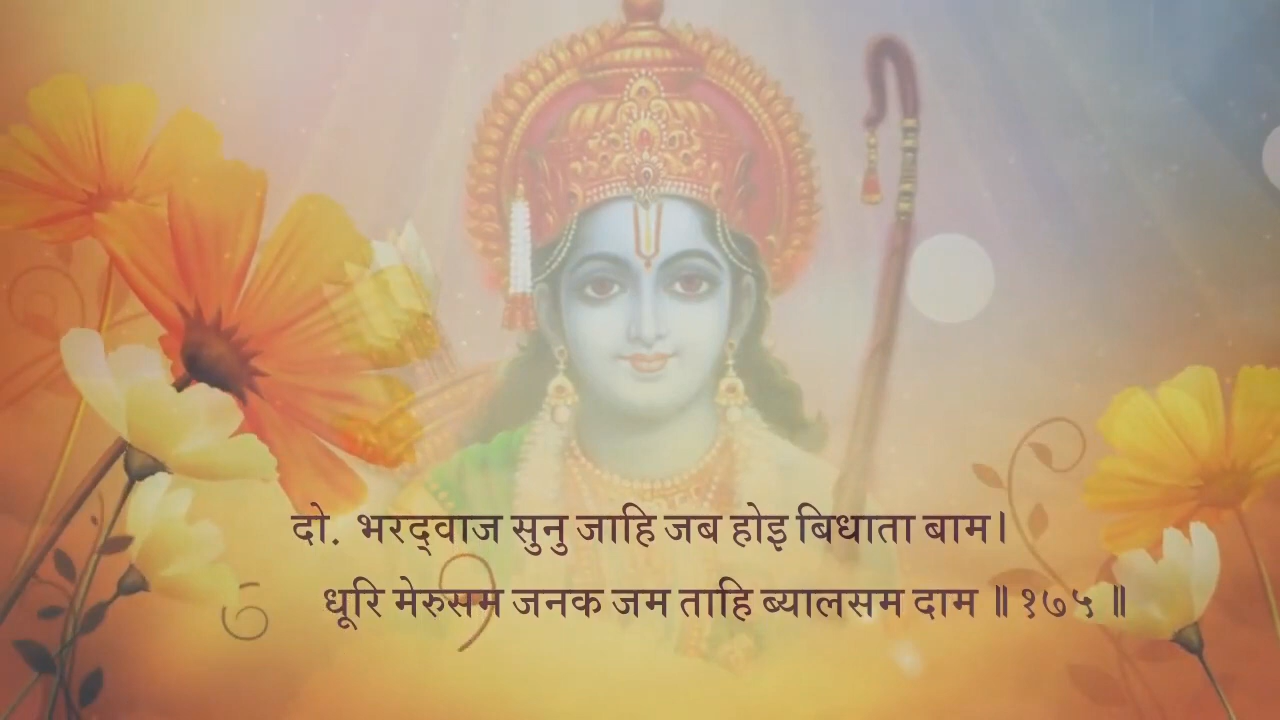 दो. भरद्वाज सुनु जाहि जब होइ बिधाता बाम।
धूरि मेरुसम जनक जम ताहि ब्यालसम दाम ॥ १७५ ॥